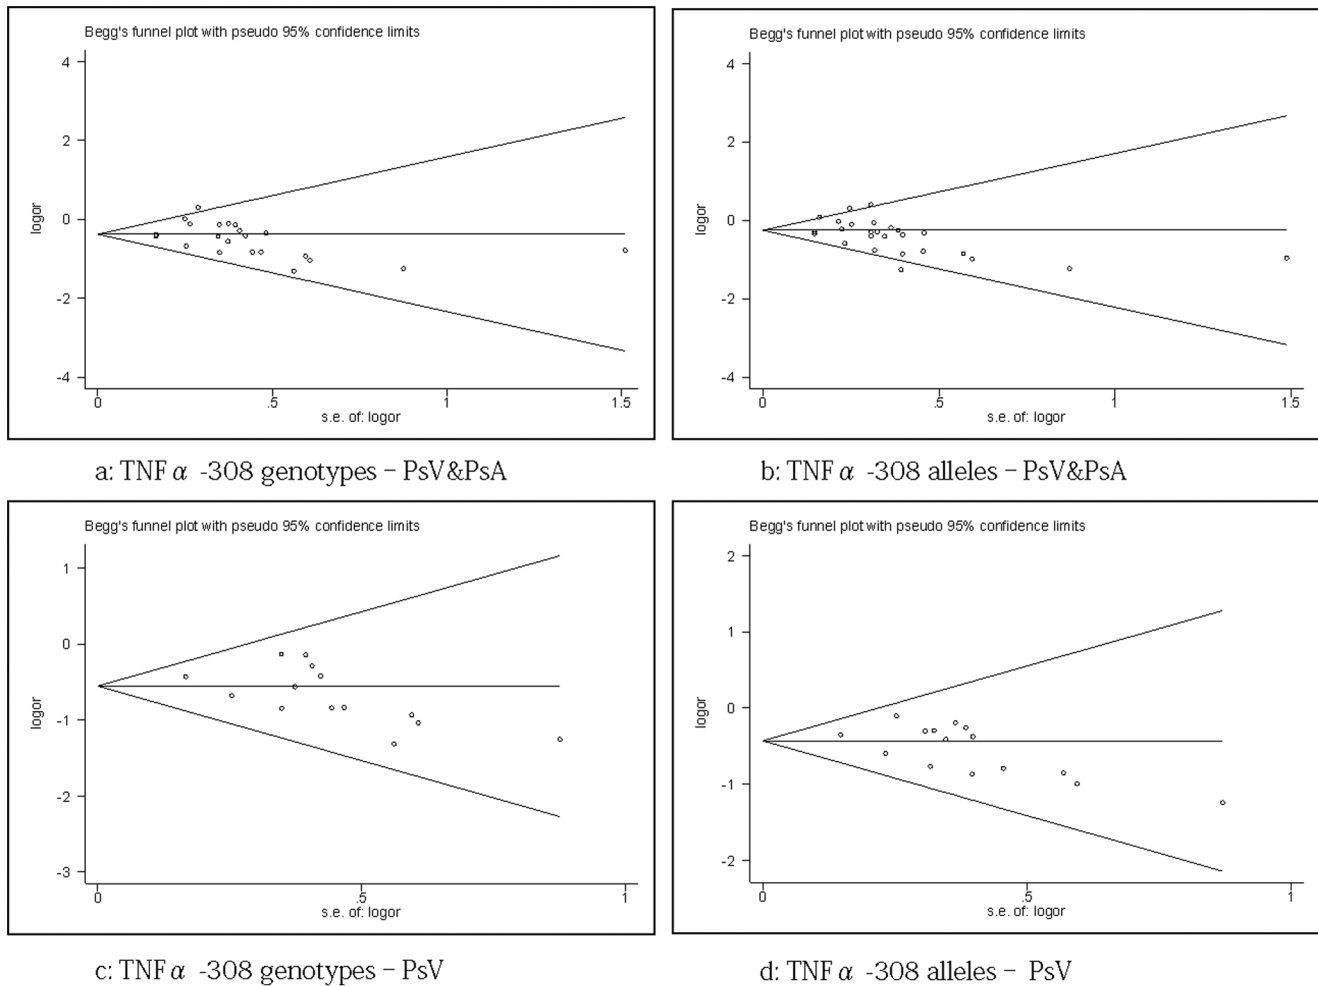 Begg's funnel plot with pseudo 95% confidence limits
4
2
0
-2
-4
logor
0 .5 1 1.5
s.e. of: logor
a: TNF α -308 genotypes – PsV&PsA
Begg's funnel plot with pseudo 95% confidence limits
4
2
0
-2
-4
logor
0 .5 1 1.5
s.e. of: logor
b: TNF α -308 alleles – PsV&PsA
Begg's funnel plot with pseudo 95% confidence limits
1
0
-1
-2
-3
logor
0 .5 1
s.e. of: logor
c: TNF α -308 genotypes – PsV
Begg's funnel plot with pseudo 95% confidence limits
2
1
0
-1
-2
logor
0 .5 1
s.e. of: logor
d: TNF α -308 alleles – PsV